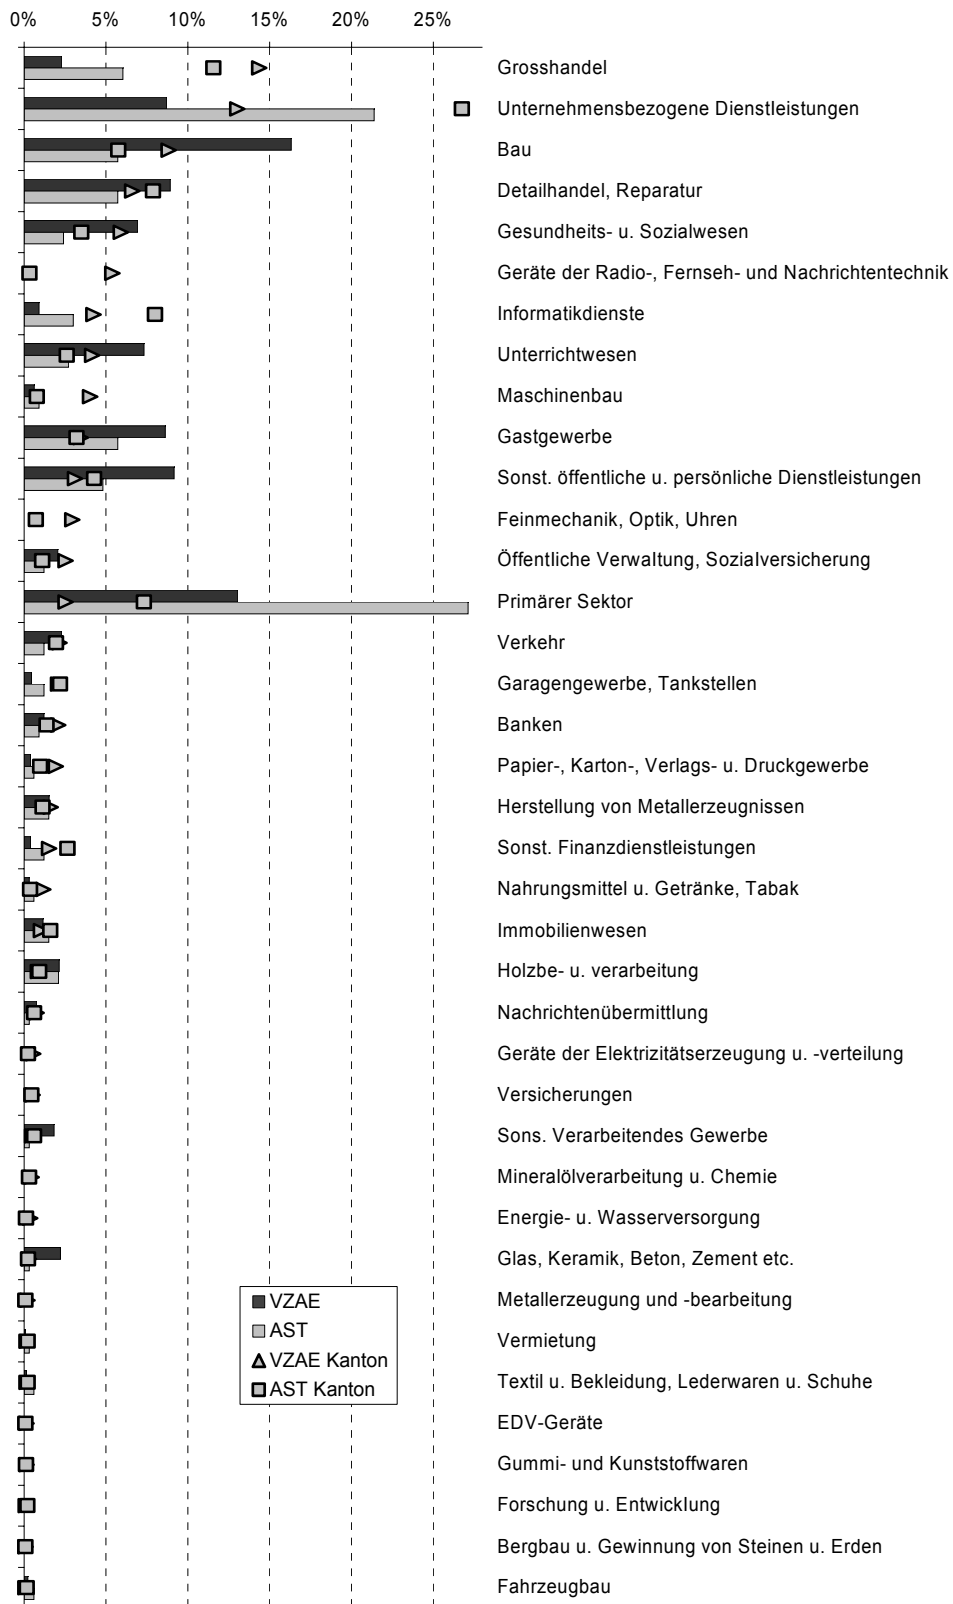 0% 5% 10% 15% 20% 25%
Grosshandel
Unternehmensbezogene Dienstleistungen
Bau
Detailhandel, Reparatur
Gesundheits- u. Sozialwesen
Geräte der Radio-, Fernseh- und Nachrichtentechnik
Informatikdienste
Unterrichtwesen
Maschinenbau
Gastgewerbe
Sonst. öffentliche u. persönliche Dienstleistungen
Feinmechanik, Optik, Uhren
Öffentliche Verwaltung, Sozialversicherung
Primärer Sektor
Verkehr
Garagengewerbe, Tankstellen
Banken
Papier-, Karton-, Verlags- u. Druckgewerbe
Herstellung von Metallerzeugnissen
Sonst. Finanzdienstleistungen
Nahrungsmittel u. Getränke, Tabak
Immobilienwesen
Holzbe- u. verarbeitung
Nachrichtenübermittlung
Geräte der Elektrizitätserzeugung u. -verteilung
Versicherungen
Sons. Verarbeitendes Gewerbe
Mineralölverarbeitung u. Chemie
Energie- u. Wasserversorgung
Glas, Keramik, Beton, Zement etc.
Metallerzeugung und -bearbeitung
Vermietung
Textil u. Bekleidung, Lederwaren u. Schuhe
EDV-Geräte
Gummi- und Kunststoffwaren
Forschung u. Entwicklung
Bergbau u. Gewinnung von Steinen u. Erden
Fahrzeugbau
VZAE
AST
VZAE Kanton
AST Kanton